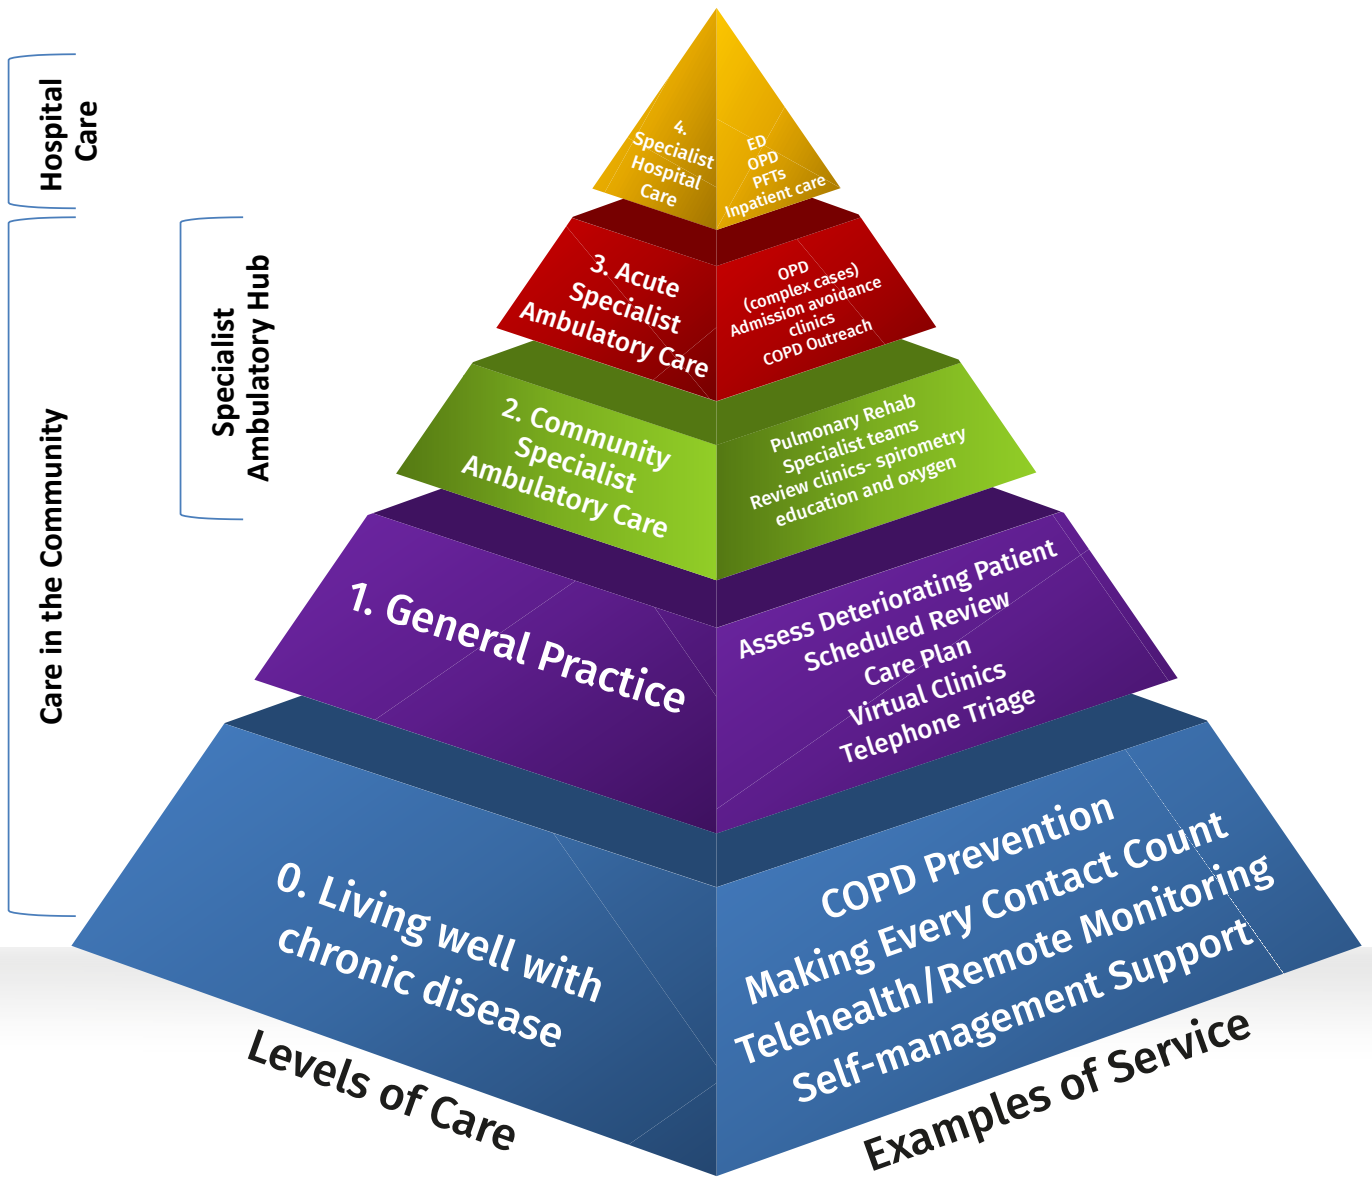 Hospital
Care
Specialist
Ambulatory Hub
Care in the Community
4.
Specialist
Hospital
Care
ED
OPD
PFTs
Inpatient care
3. Acute
Specialist
Ambulatory Care
OPD
(complex cases)
Admission avoidance
clinics
COPD Outreach
2. Community
Specialist
Ambulatory Care
Pulmonary Rehab
Specialist teams
Review clinics- spirometry
education and oxygen
1. General Practice
Assess Deteriorating Patient
Scheduled Review
Care Plan
Virtual Clinics
Telephone Triage
0. Living well with
chronic disease
COPD Prevention
Making Every Contact Count
Telehealth/Remote Monitoring
Self-management Support
Levels of Care
Examples of Service